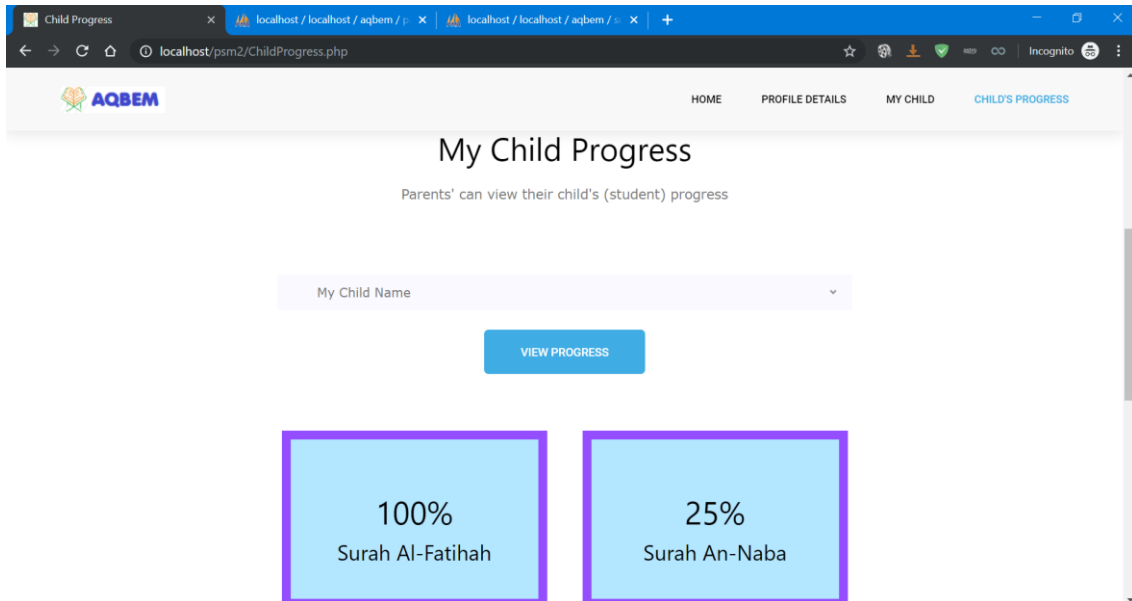 Child Progress
localhost / localhost / aqbem / p
localhost / localhost / aqbem / s
localhost/psm2/ChildProgress.php
Incognito
AQBEM
HOME PROFILE DETAILS MY CHILD CHILD'S PROGRESS
My Child Progress
Parents' can view their child's (student) progress
My Child Name
VIEW PROGRESS
100%
Surah Al-Fatihah
25%
Surah An-Naba